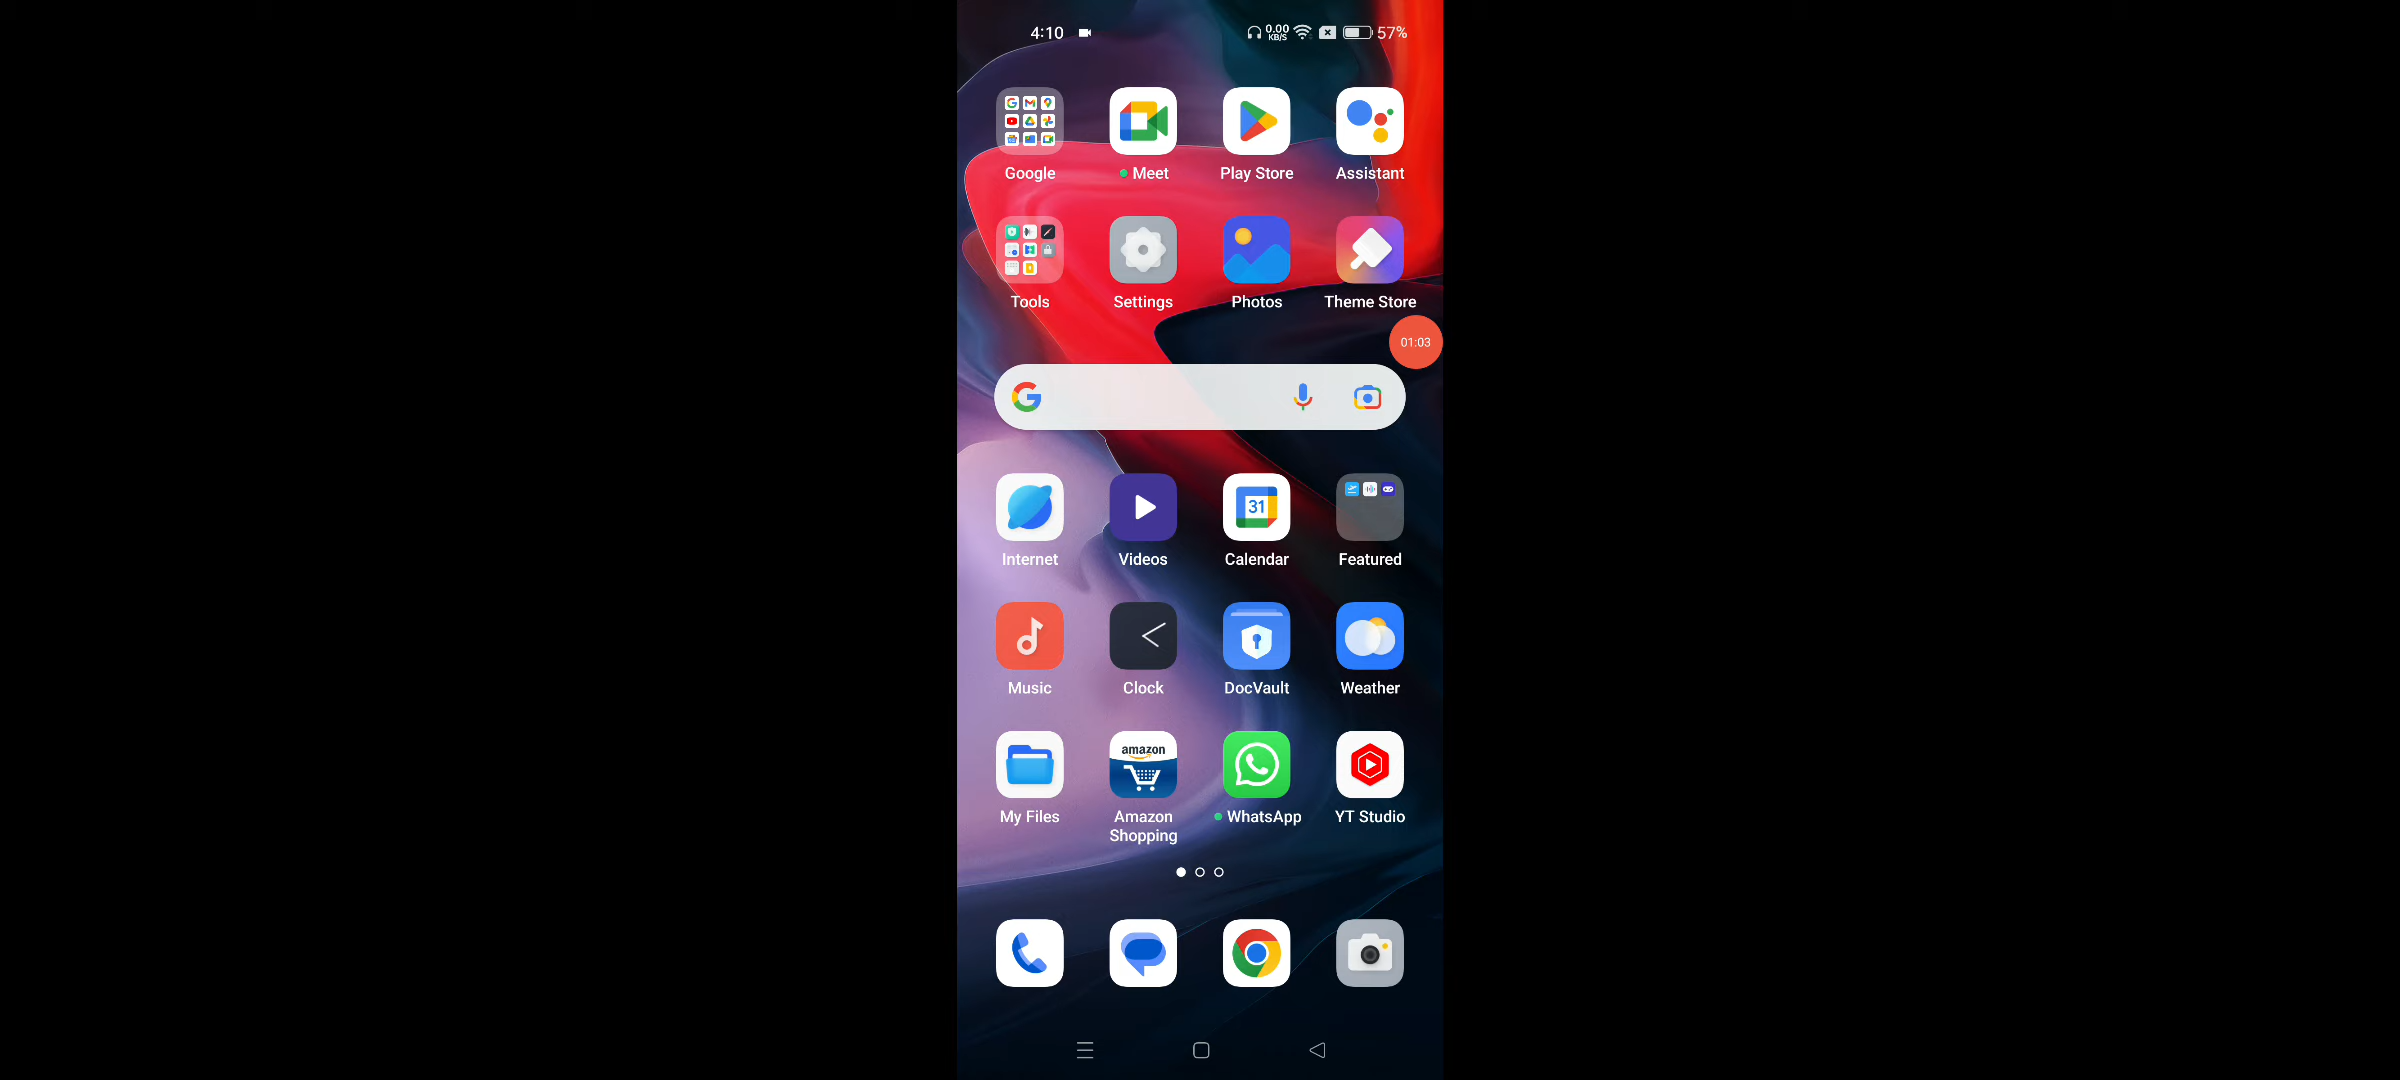 4:10 0.00 KB/S 57%
Google Meet Play Store Assistant
Tools Settings Photos Theme Store
01:03
31
Internet Videos Calendar Featured
Music Clock DocVault Weather
amazon
My Files Amazon Shopping WhatsApp YT Studio